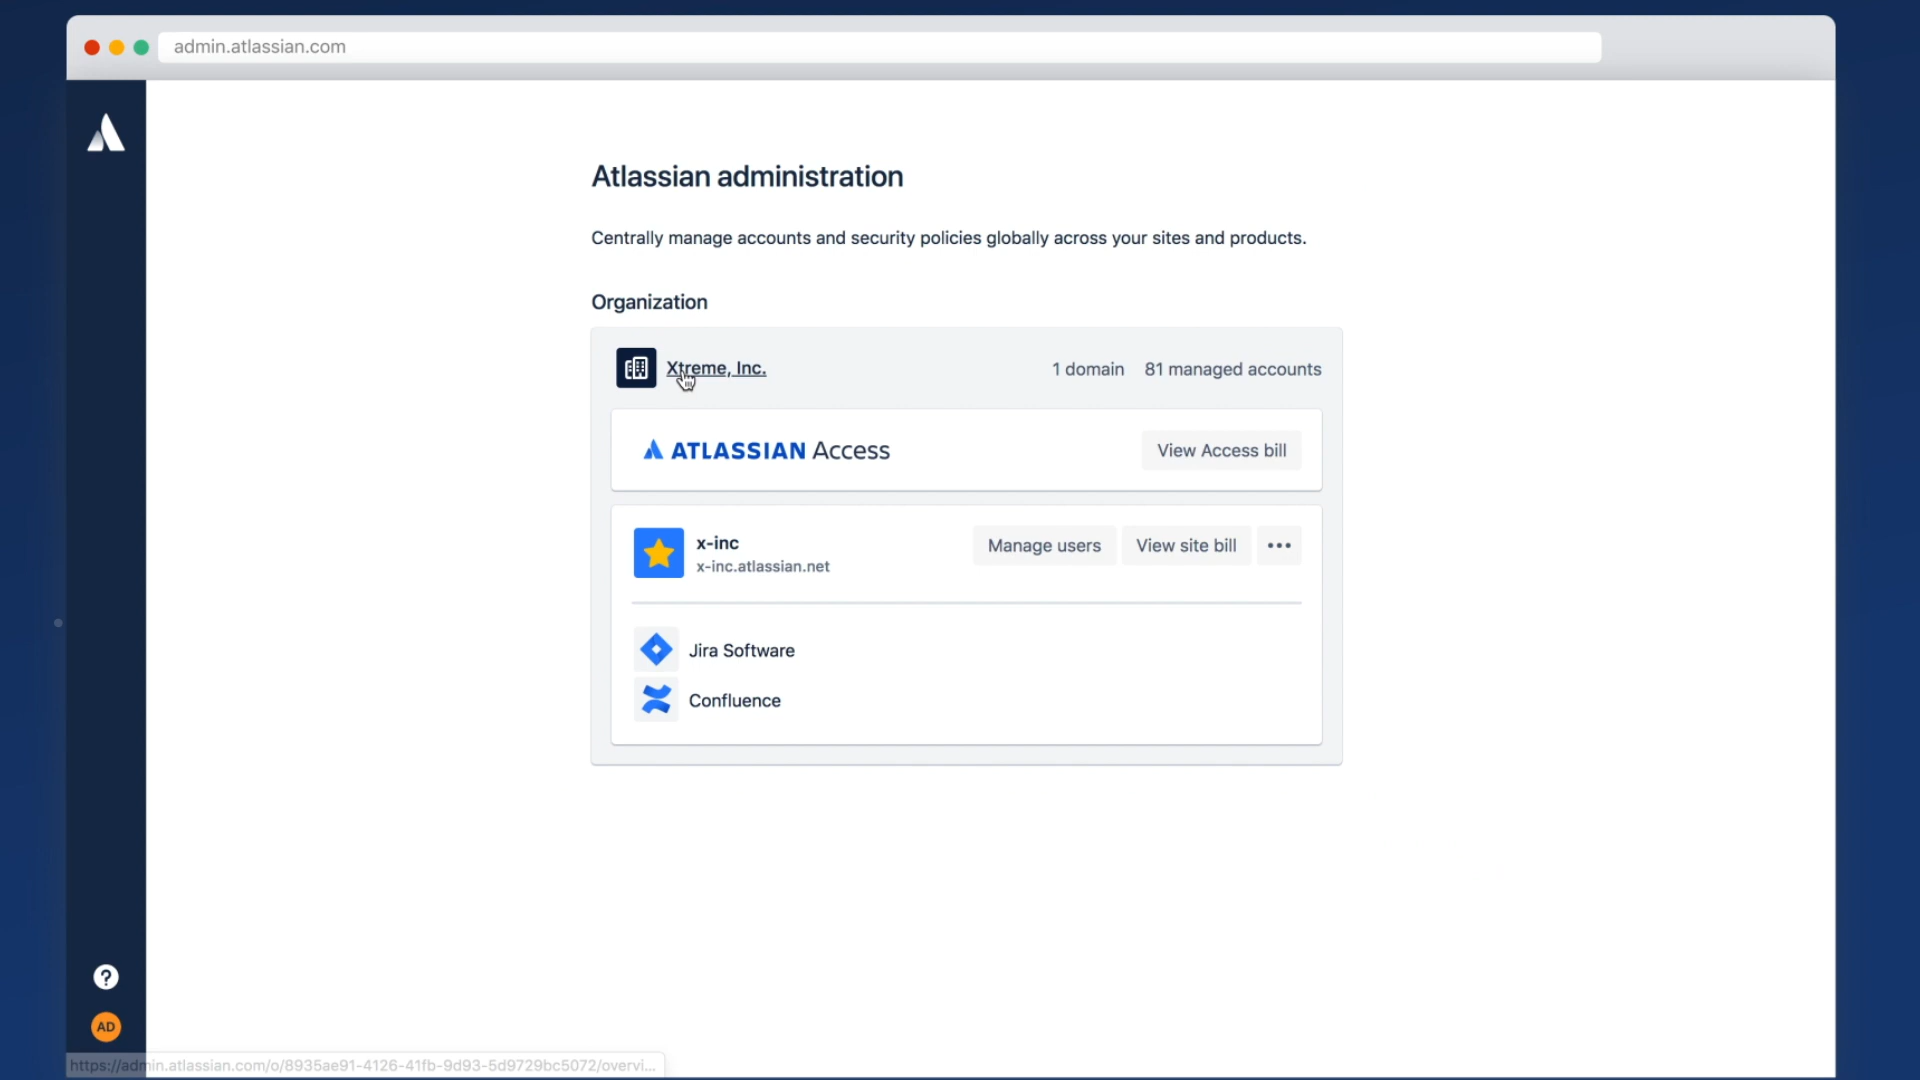 admin.atlassian.com
Atlassian administration
Centrally manage accounts and security policies globally across your sites and products.
Organization
Xtreme, Inc.
1 domain
81 managed accounts
ATLASSIAN Access
View Access bill
x-inc
x-inc.atlassian.net
Manage users
View site bill
•••
Jira Software
Confluence
?
AD
https://admin.atlassian.com/o/8935ae91-4126-41fb-9d93-5d9729bc5072/overvi...